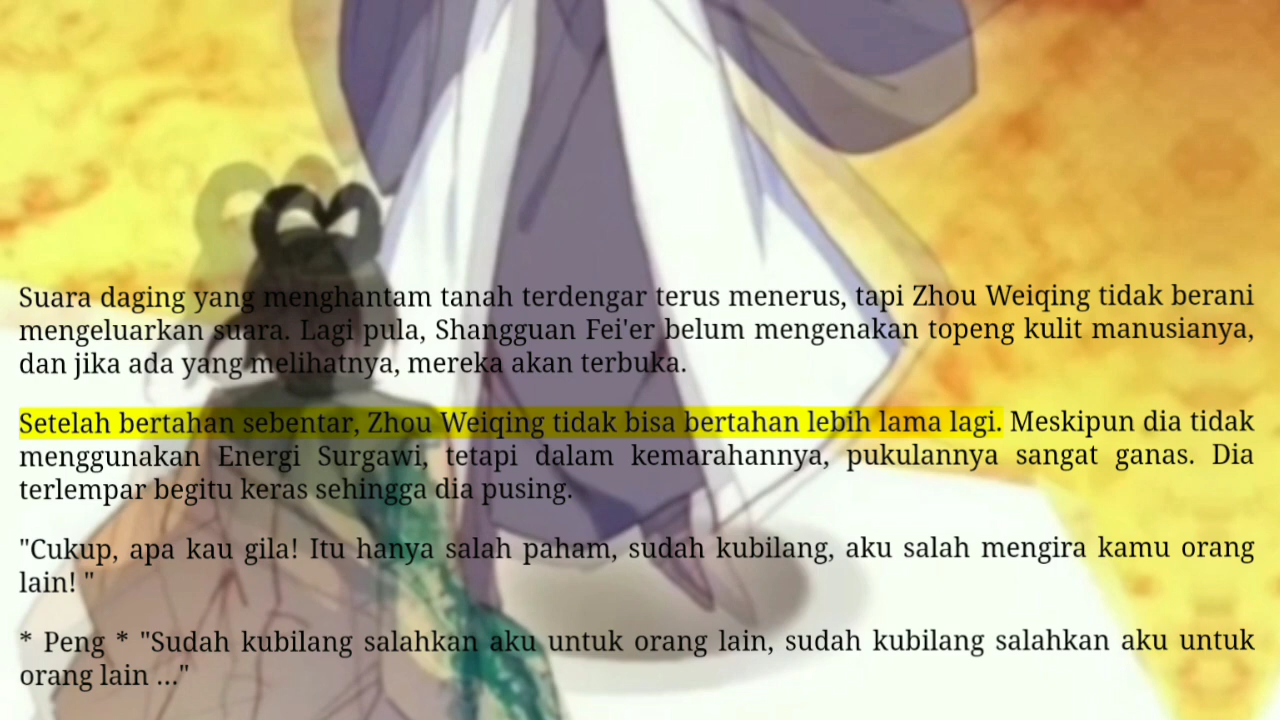 Suara daging yang menghantam tanah terdengar terus menerus, tapi Zhou Weiqing tidak berani
mengeluarkan suara. Lagi pula, Shangguan Fei'er belum mengenakan topeng kulit manusianya,
dan jika ada yang melihatnya, mereka akan terbuka.
Setelah bertahan sebentar, Zhou Weiqing tidak bisa bertahan lebih lama lagi. Meskipun dia tidak
menggunakan Energi Surgawi, tetapi dalam kemarahannya, pukulannya sangat ganas. Dia
terlempar begitu keras sehingga dia pusing.
"Cukup, apa kau gila! Itu hanya salah paham, sudah kubilang, aku salah mengira kamu orang
lain! "
* Peng * "Sudah kubilang salahkan aku untuk orang lain, sudah kubilang salahkan aku untuk
orang lain ..."